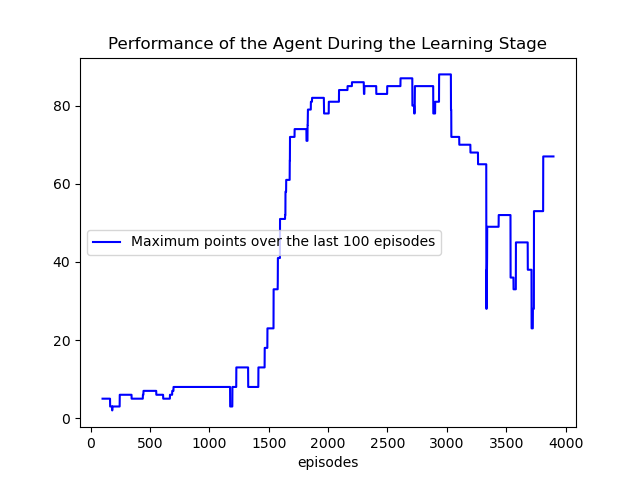 Performance of the Agent During the Learning Stage
80
60
Maximum points over the last 100 episodes
40
20
0
0 500 1000 1500 2000 2500 3000 3500 4000
episodes